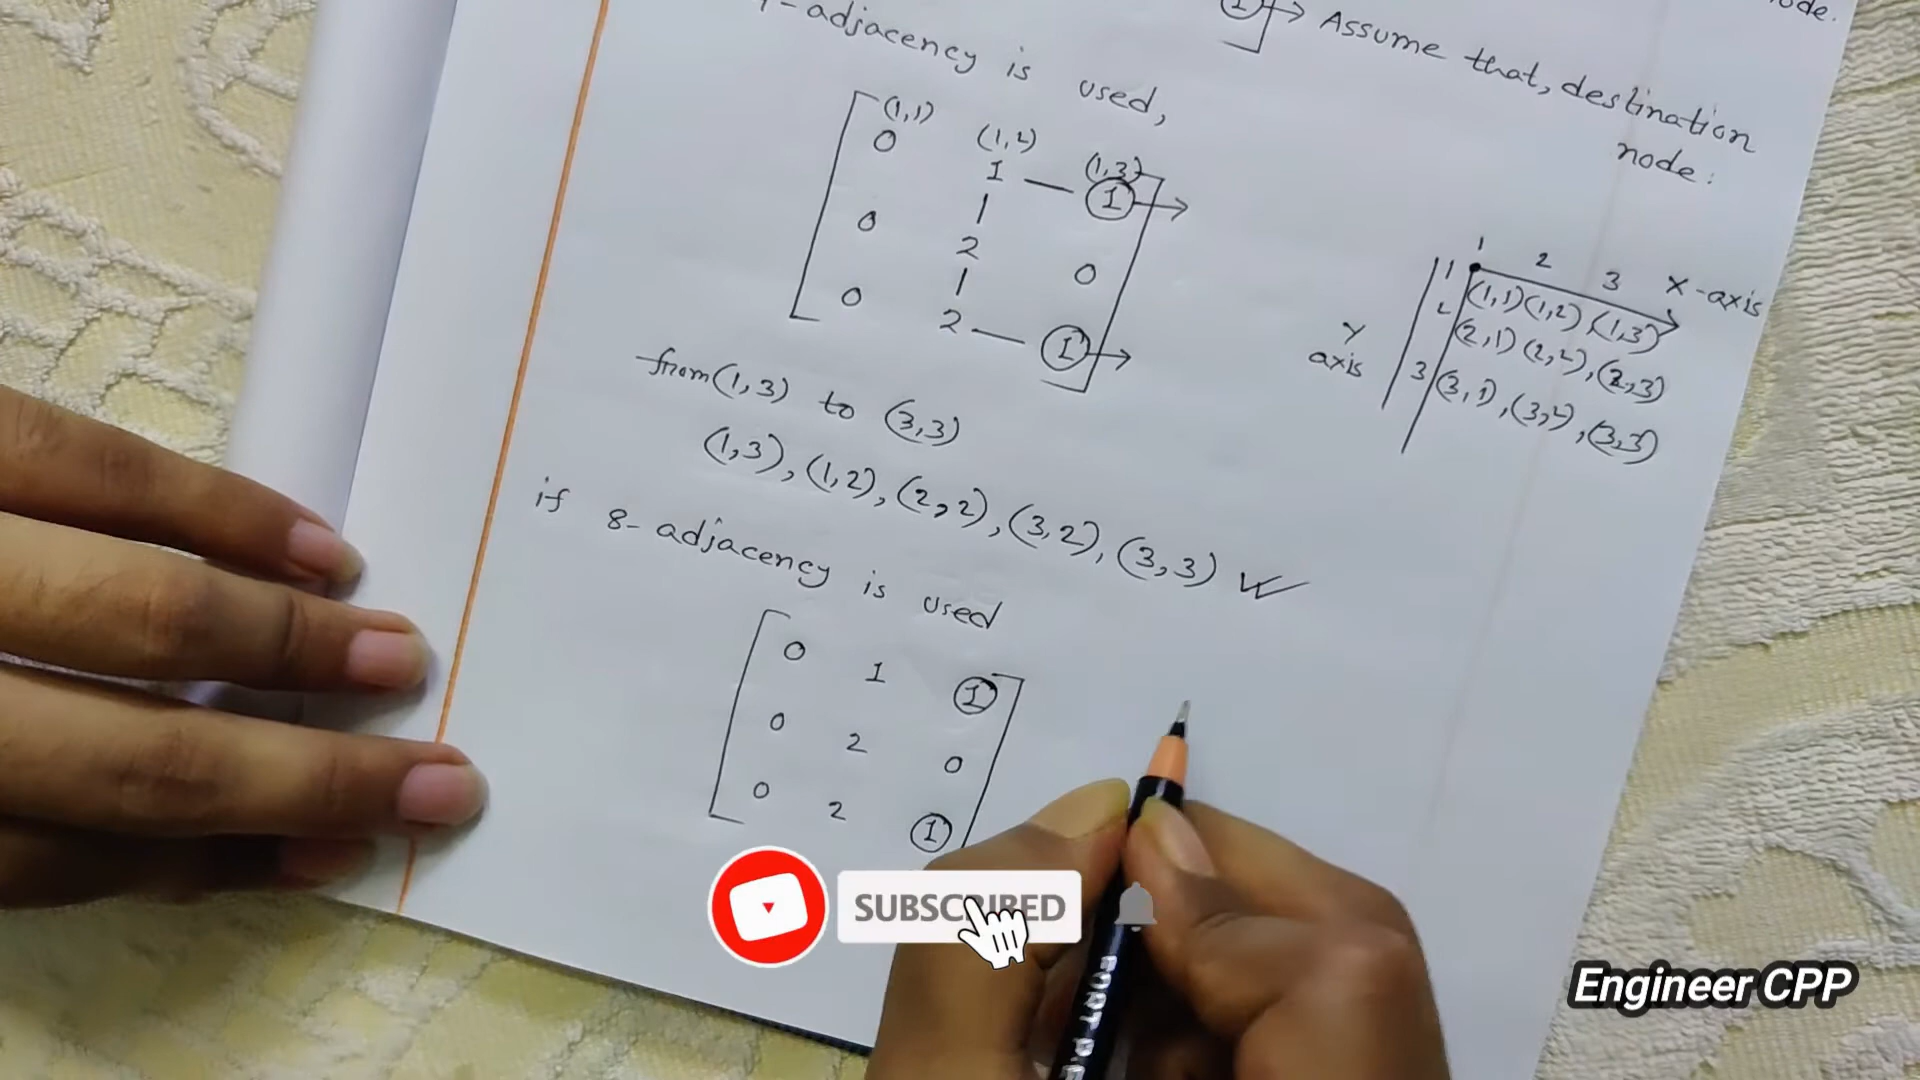 node.
1 → Assume that, destination
node:
4-adjacency is used,
(1,1) (1,2) (1,3)
0 1 — 1 →
0 2 0
0 2 — 1 →
1 2 3 X-axis
1 (1,1) (1,2), (1,3)
2 (2,1) (2,2), (2,3)
3 (3,1), (3,2), (3,3)
Y
axis
from (1,3) to (3,3)
(1,3), (1,2), (2,2), (3,2), (3,3)
if 8- adjacency is used
0 1 1
0 2 0
0 2 1
SUBSCRIBED
Engineer CPP